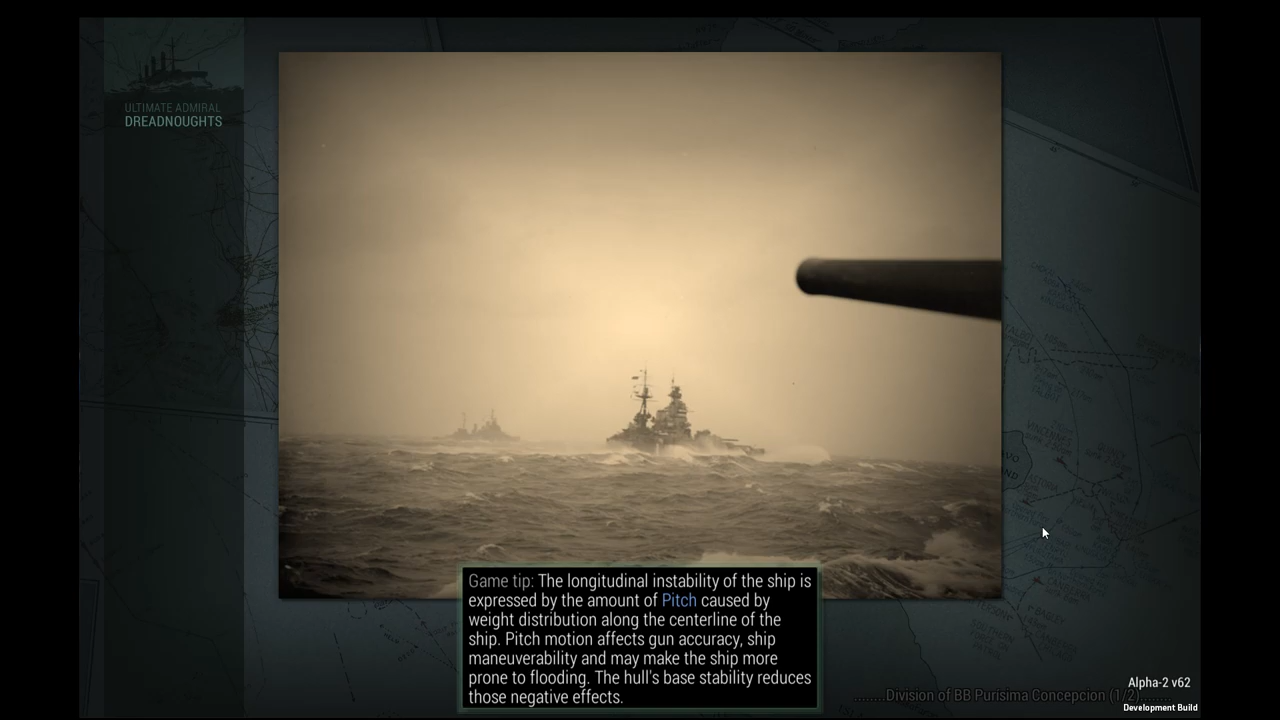 ULTIMATE ADMIRAL
DREADNOUGHTS
Game tip: The longitudinal instability of the ship is
expressed by the amount of Pitch caused by
weight distribution along the centerline of the
ship. Pitch motion affects gun accuracy, ship
maneuverability and may make the ship more
prone to flooding. The hull's base stability reduces
those negative effects.
Alpha-2 v62
........Division of BB Purísima Concepcion (1/2)........
Development Build